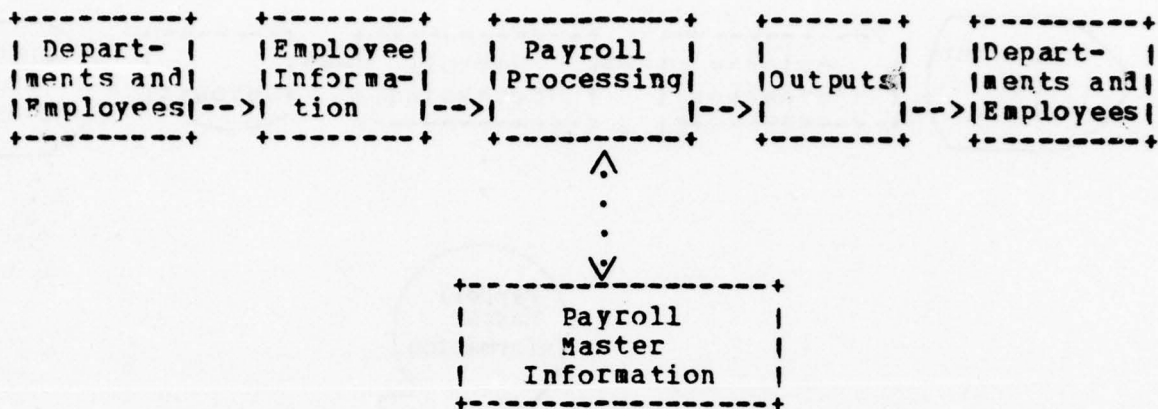 Depart-
ments and
Employees
Employee
Informa-
tion
Payroll
Processing
Outputs
Depart-
ments and
Employees
Payroll
Master
Information